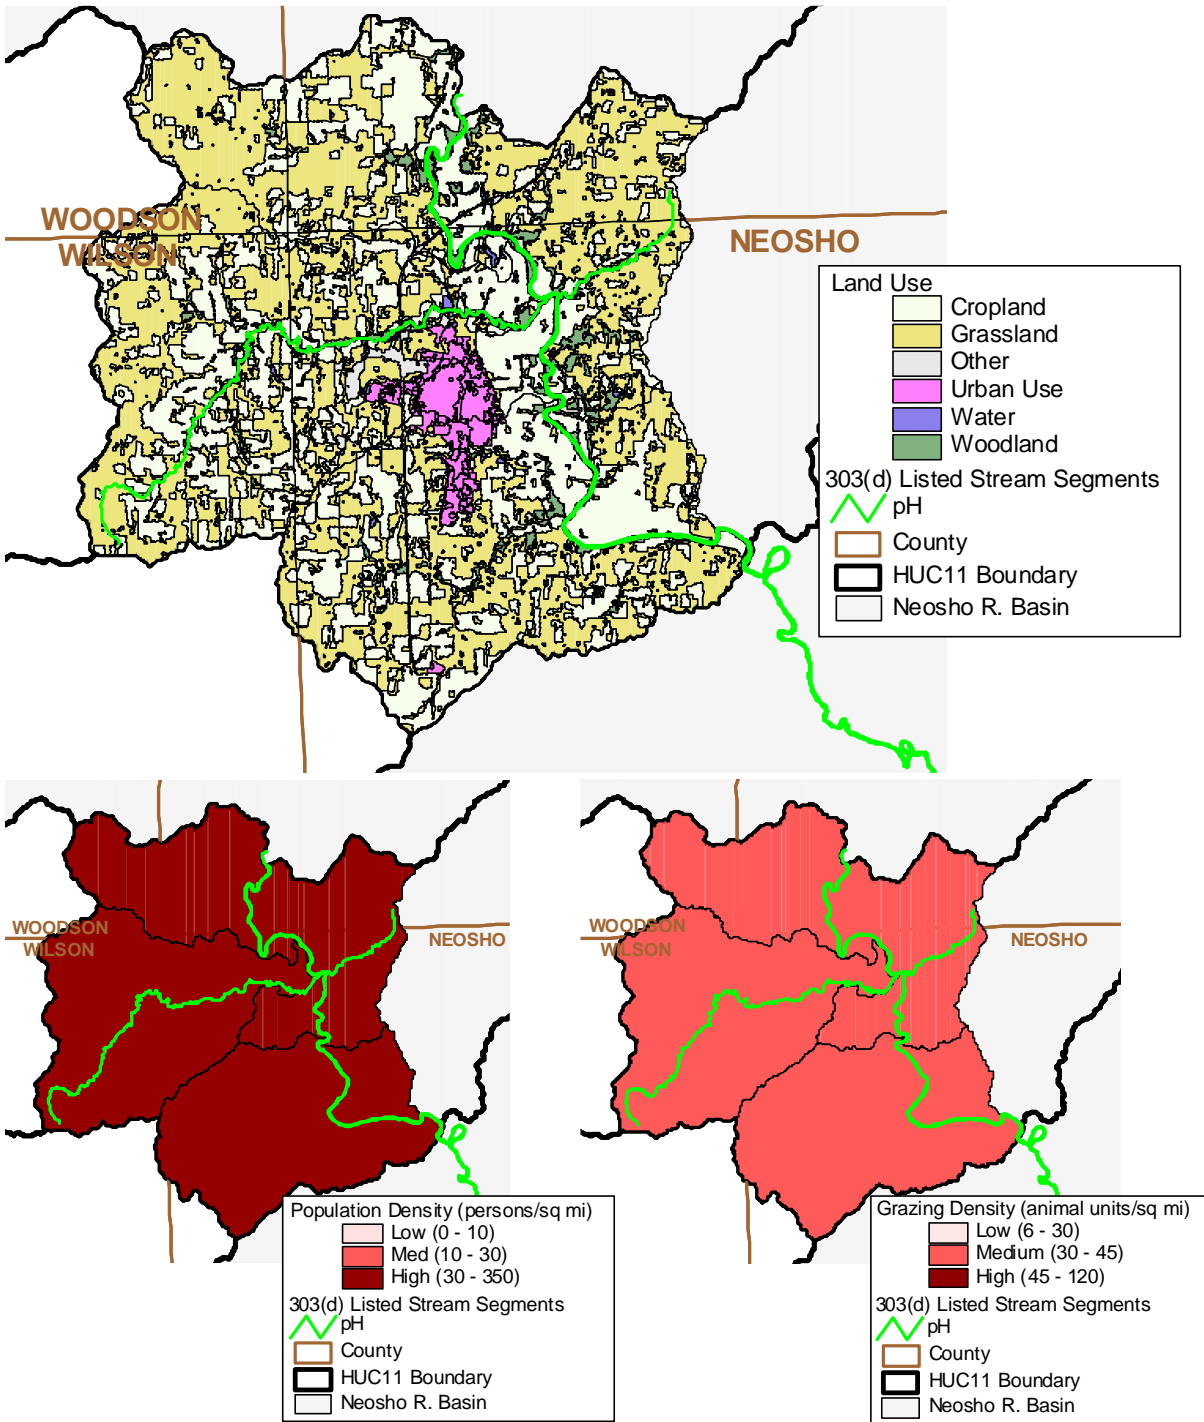 WOODSON
WILSON
NEOSHO
Land Use
Cropland
Grassland
Other
Urban Use
Water
Woodland
303(d) Listed Stream Segments
pH
County
HUC11 Boundary
Neosho R. Basin
WOODSON
WILSON
NEOSHO
Population Density (persons/sq mi)
Low (0 - 10)
Med (10 - 30)
High (30 - 350)
303(d) Listed Stream Segments
pH
County
HUC11 Boundary
Neosho R. Basin
WOODSON
WILSON
NEOSHO
Grazing Density (animal units/sq mi)
Low (6 - 30)
Medium (30 - 45)
High (45 - 120)
303(d) Listed Stream Segments
pH
County
HUC11 Boundary
Neosho R. Basin